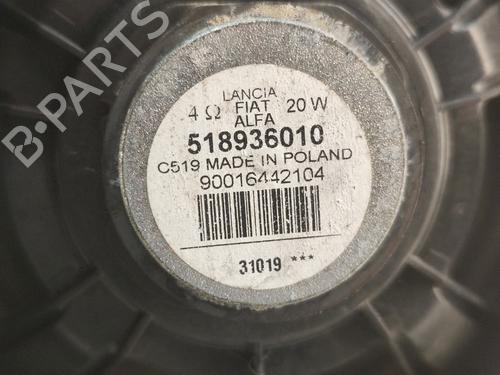 LANCIA
4 Ω FIAT 20 W
ALFA
518936010
C519 MADE IN POLAND
90016442104
31019 ***
B-PARTS